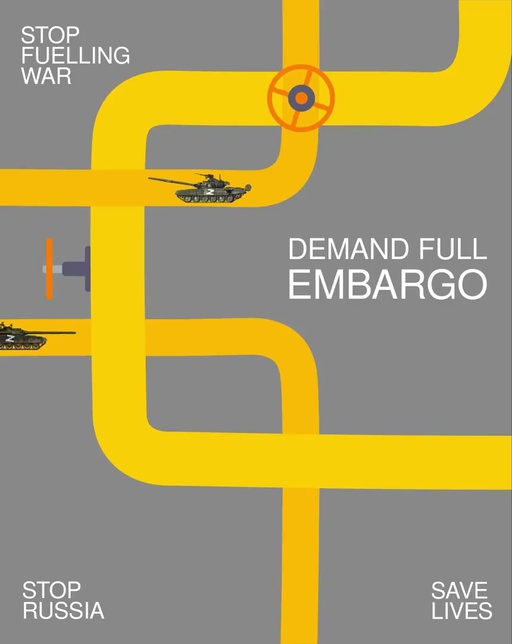 STOP
FUELLING
WAR
Z
DEMAND FULL
EMBARGO
Z
STOP
RUSSIA
SAVE
LIVES